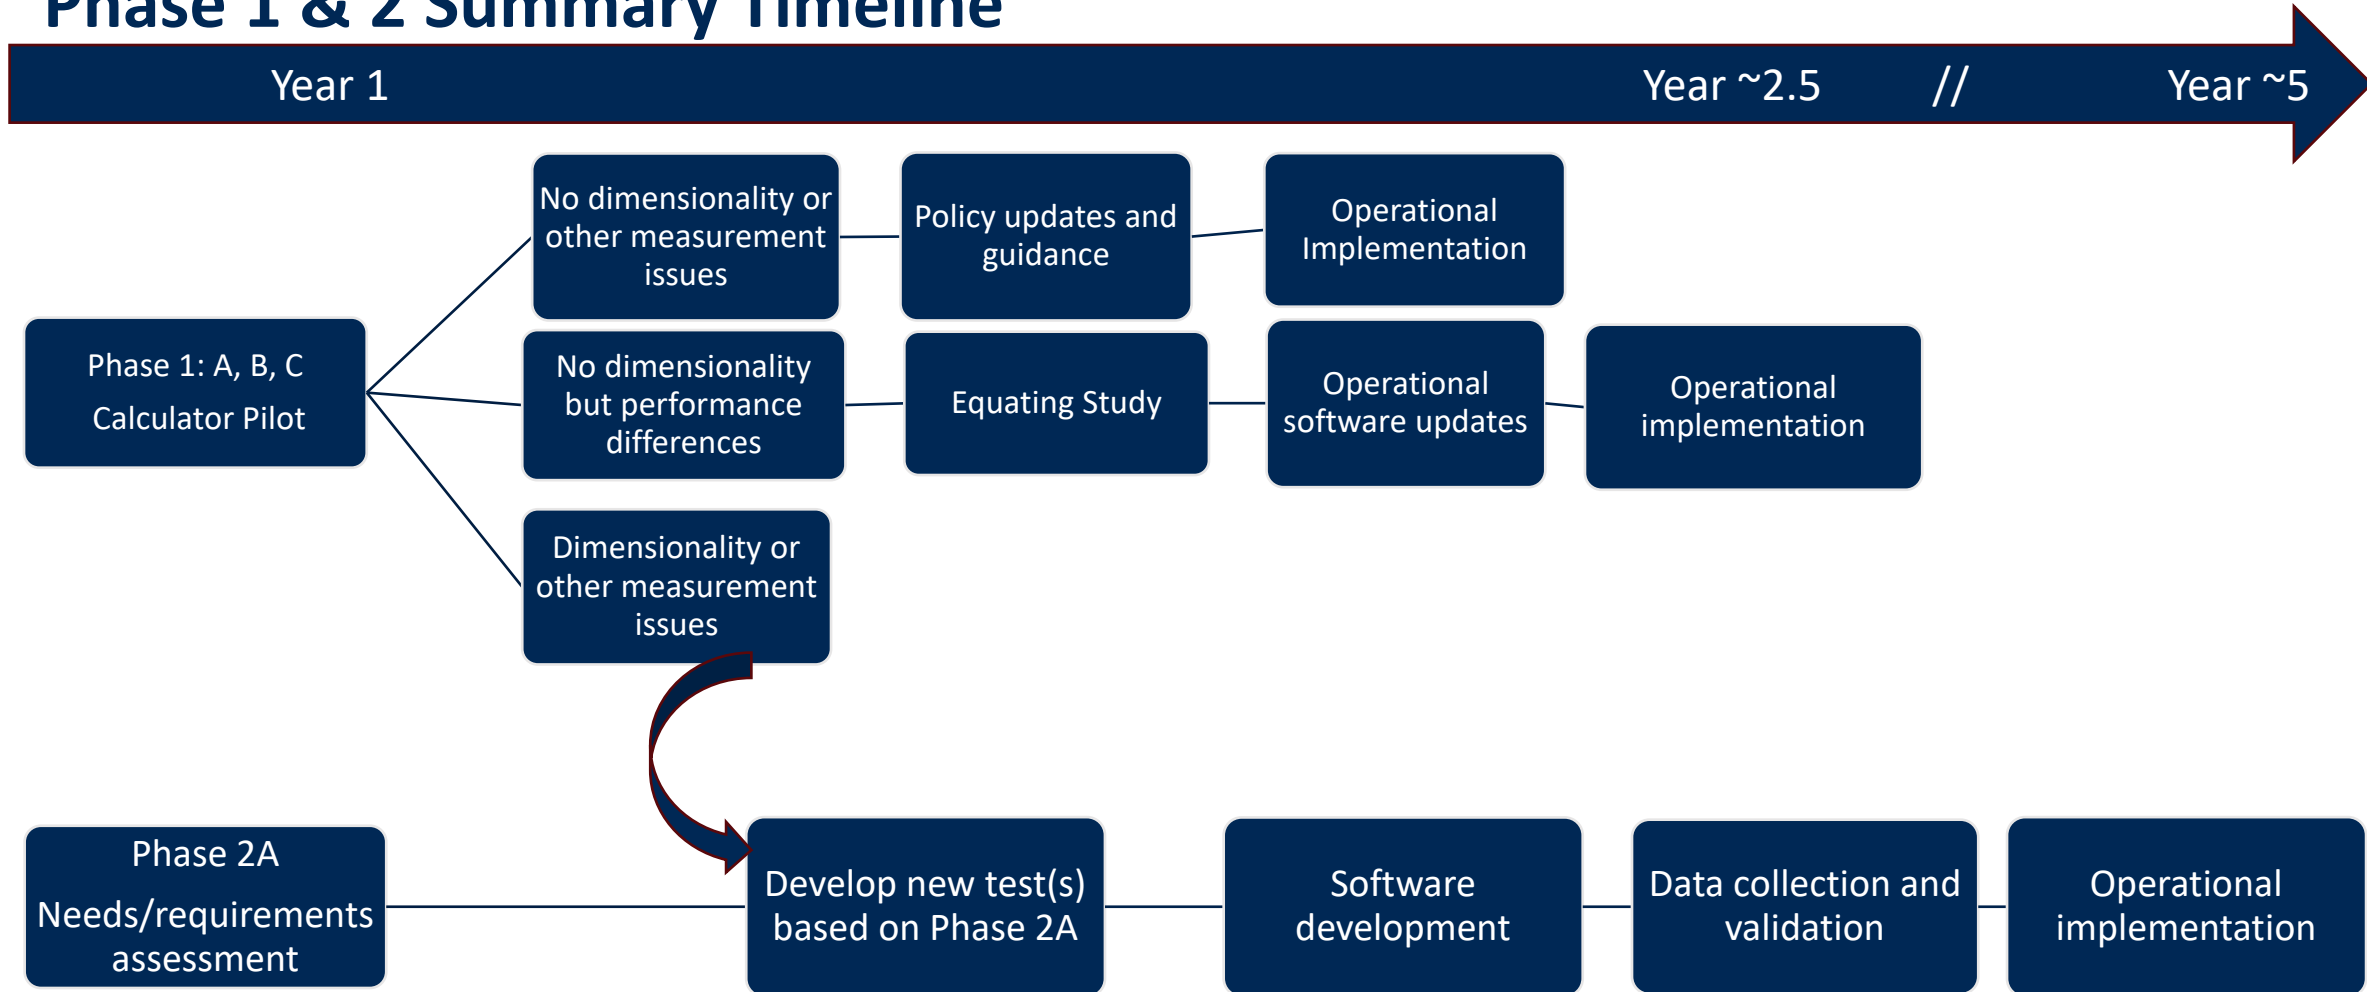 Phase 1 & 2 Summary Timeline
Year 1
Year ~2.5
//
Year ~5
No dimensionality or
other measurement
issues
Policy updates and
guidance
Operational
Implementation
Phase 1: A, B, C
Calculator Pilot
No dimensionality
but performance
differences
Equating Study
Operational
software updates
Operational
implementation
Dimensionality or
other measurement
issues
Phase 2A
Needs/requirements
assessment
Develop new test(s)
based on Phase 2A
Software
development
Data collection and
validation
Operational
implementation